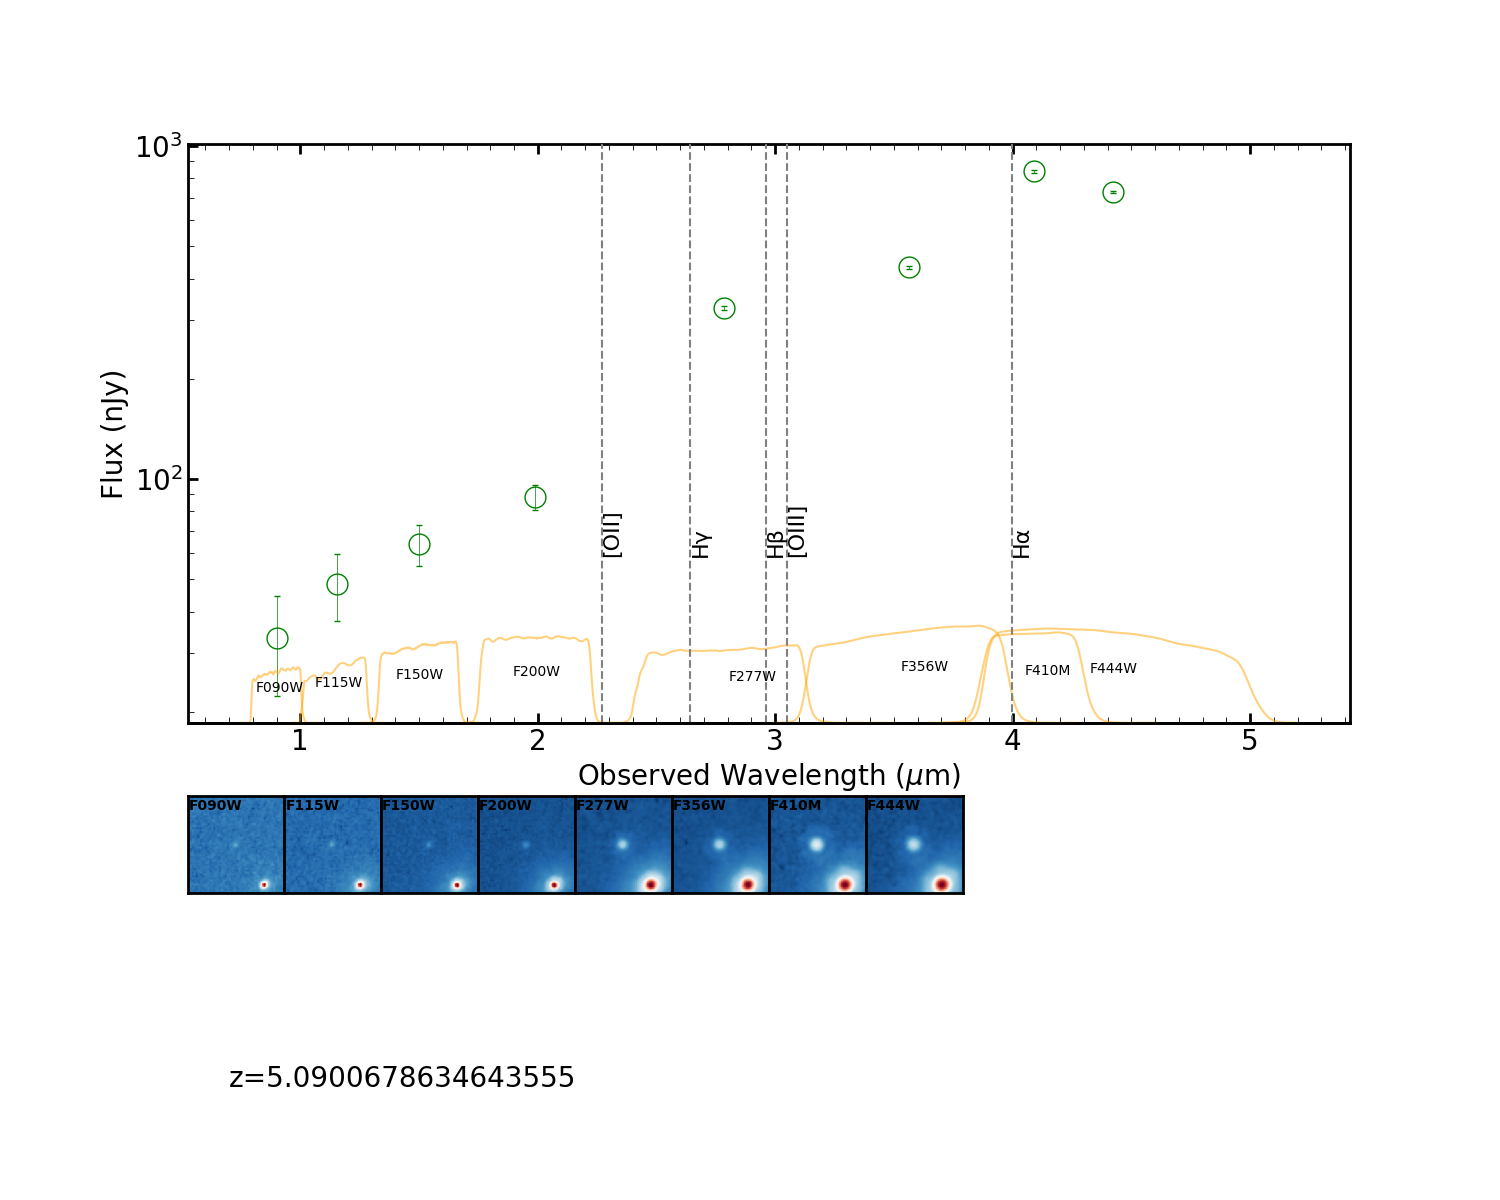 10³
10²
Flux (nJy)
[OII]
Hγ
Hβ
[OIII]
Hα
F090W
F115W
F150W
F200W
F277W
F356W
F410M
F444W
1
2
3
4
5
Observed Wavelength (μm)
F090W
F115W
F150W
F200W
F277W
F356W
F410M
F444W
z=5.0900678634643555